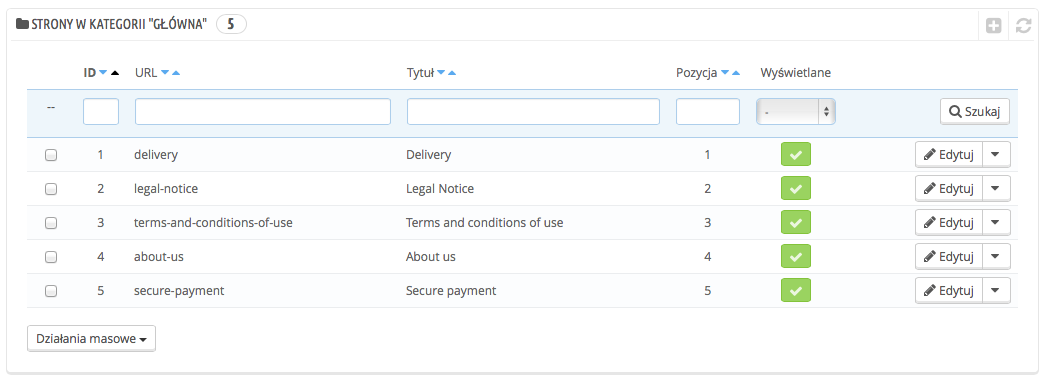 STRONY W KATEGORII "GŁÓWNA" 5
ID URL Tytuł Pozycja Wyświetlane
-- - Szukaj
1 delivery Delivery 1 Edytuj
2 legal-notice Legal Notice 2 Edytuj
3 terms-and-conditions-of-use Terms and conditions of use 3 Edytuj
4 about-us About us 4 Edytuj
5 secure-payment Secure payment 5 Edytuj
Działania masowe